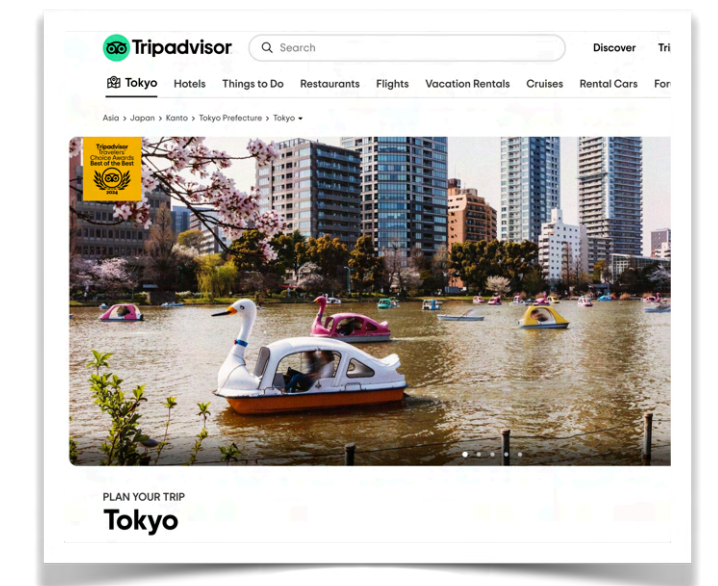 Tripadvisor
Search
Discover
Tri
Tokyo
Hotels
Things to Do
Restaurants
Flights
Vacation Rentals
Cruises
Rental Cars
For
Asia > Japan > Kanto > Tokyo Prefecture > Tokyo
Tripadvisor
Travelers'
Choice Awards
Best of the Best
2024
PLAN YOUR TRIP
Tokyo